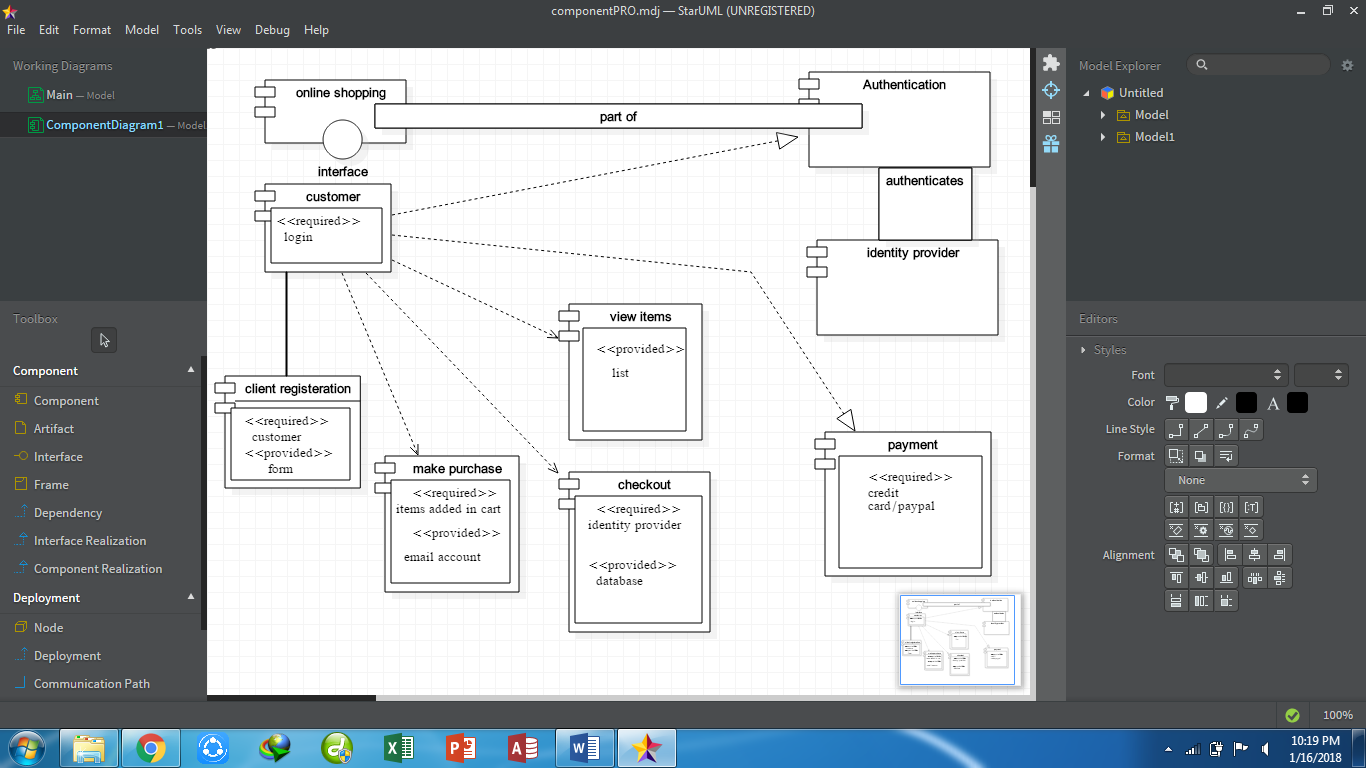 componentPRO.mdj — StarUML (UNREGISTERED)
File Edit Format Model Tools View Debug Help
Working Diagrams
Main — Model
ComponentDiagram1 — Model
Toolbox
Component
Component
Artifact
Interface
Frame
Dependency
Interface Realization
Component Realization
Deployment
Node
Deployment
Communication Path
online shopping
interface
part of
Authentication
authenticates
identity provider
customer
<<required>>
login
client registeration
<<required>>
customer
<<provided>>
form
make purchase
<<required>>
items added in cart
<<provided>>
email account
view items
<<provided>>
list
checkout
<<required>>
identity provider
<<provided>>
database
payment
<<required>>
credit
card/paypal
Model Explorer
Untitled
Model
Model1
Editors
Styles
Font
Color
A
Line Style
Format
None
Alignment
100%
10:19 PM
1/16/2018